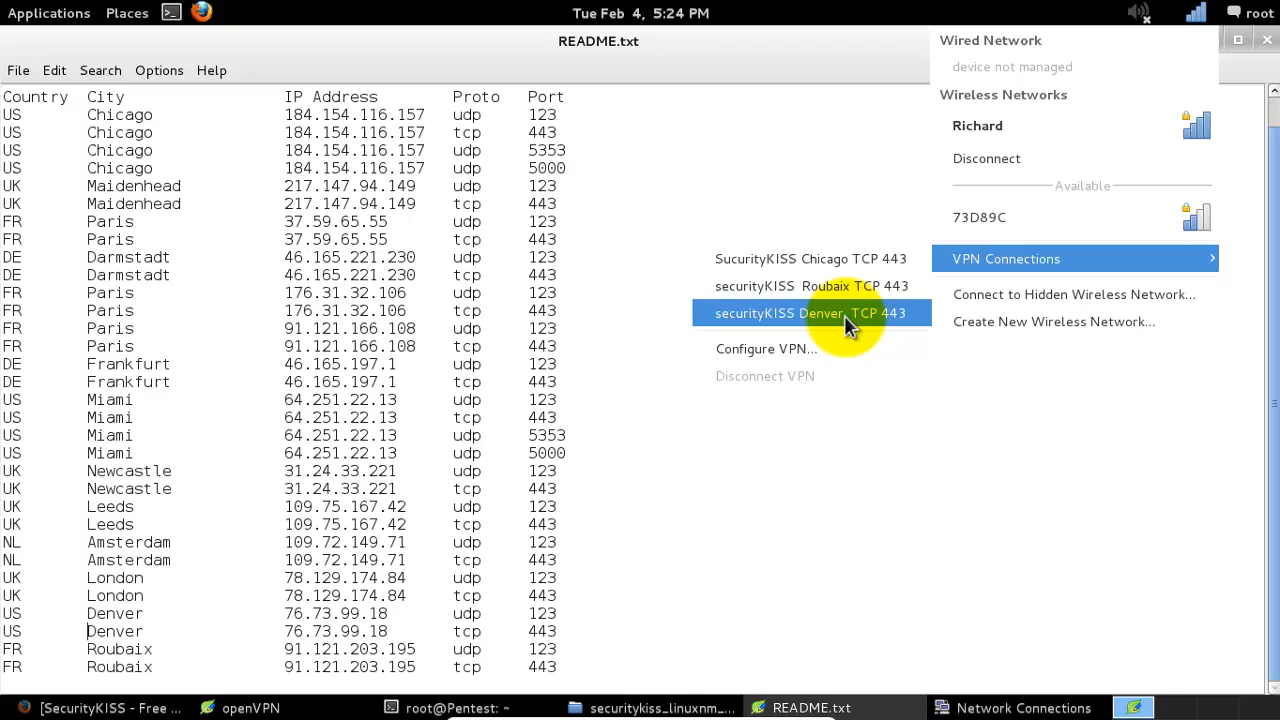 Applications Places Tue Feb 4, 5:24 PM root
README.txt
File Edit Search Options Help
Country City IP Address Proto Port
US Chicago 184.154.116.157 udp 123
US Chicago 184.154.116.157 tcp 443
US Chicago 184.154.116.157 udp 5353
US Chicago 184.154.116.157 udp 5000
UK Maidenhead 217.147.94.149 udp 123
UK Maidenhead 217.147.94.149 tcp 443
FR Paris 37.59.65.55 udp 123
FR Paris 37.59.65.55 tcp 443
DE Darmstadt 46.165.221.230 udp 123
DE Darmstadt 46.165.221.230 tcp 443
FR Paris 176.31.32.106 udp 123
FR Paris 176.31.32.106 tcp 443
FR Paris 91.121.166.108 udp 123
FR Paris 91.121.166.108 tcp 443
DE Frankfurt 46.165.197.1 udp 123
DE Frankfurt 46.165.197.1 tcp 443
US Miami 64.251.22.13 udp 123
US Miami 64.251.22.13 tcp 443
US Miami 64.251.22.13 udp 5353
US Miami 64.251.22.13 udp 5000
UK Newcastle 31.24.33.221 udp 123
UK Newcastle 31.24.33.221 tcp 443
UK Leeds 109.75.167.42 udp 123
UK Leeds 109.75.167.42 tcp 443
NL Amsterdam 109.72.149.71 udp 123
NL Amsterdam 109.72.149.71 tcp 443
UK London 78.129.174.84 udp 123
UK London 78.129.174.84 tcp 443
US Denver 76.73.99.18 udp 123
US Denver 76.73.99.18 tcp 443
FR Roubaix 91.121.203.195 udp 123
FR Roubaix 91.121.203.195 tcp 443
Wired Network
device not managed
Wireless Networks
Richard
Disconnect
Available
73D89C
VPN Connections
Connect to Hidden Wireless Network...
Create New Wireless Network...
SucurityKISS Chicago TCP 443
securityKISS Roubaix TCP 443
securityKISS Denver, TCP 443
Configure VPN...
Disconnect VPN
[SecurityKISS - Free ... openVPN root@Pentest: ~ securitykiss_linuxnm_... README.txt Network Connections